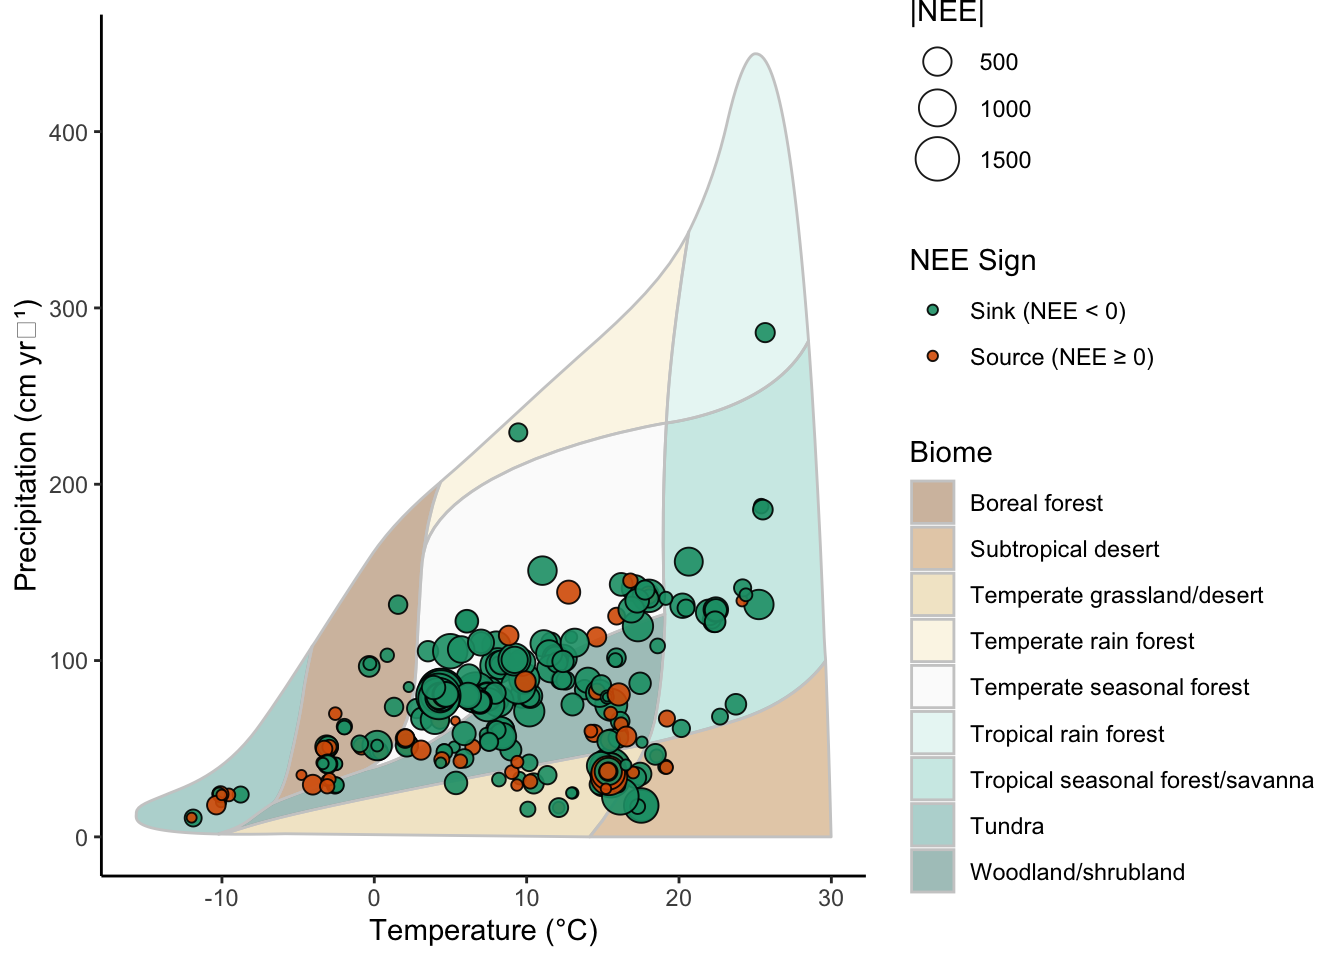 |NEE|
500
1000
1500
NEE Sign
Sink (NEE < 0)
Source (NEE ≥ 0)
Biome
Boreal forest
Subtropical desert
Temperate grassland/desert
Temperate rain forest
Temperate seasonal forest
Tropical rain forest
Tropical seasonal forest/savanna
Tundra
Woodland/shrubland
Precipitation (cm yr□¹)
400
300
200
100
0
-10
0
10
20
30
Temperature (°C)